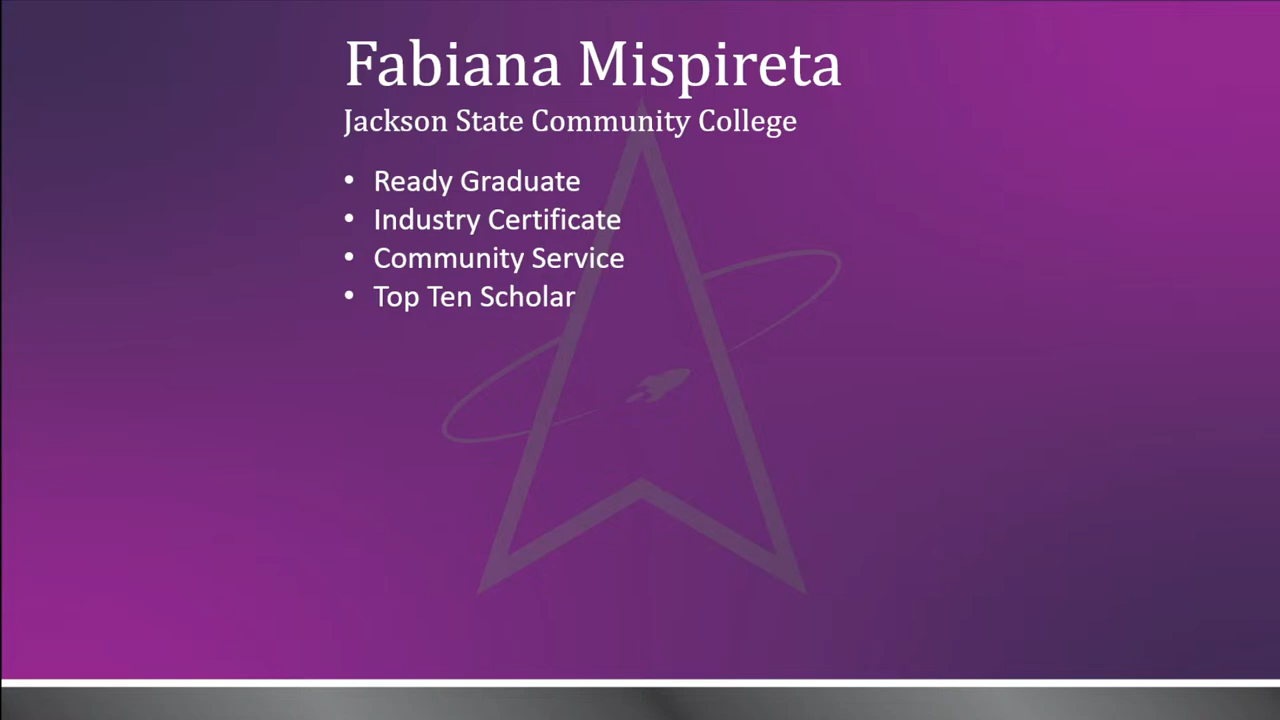 Fabiana Mispireta
Jackson State Community College
• Ready Graduate
• Industry Certificate
• Community Service
• Top Ten Scholar